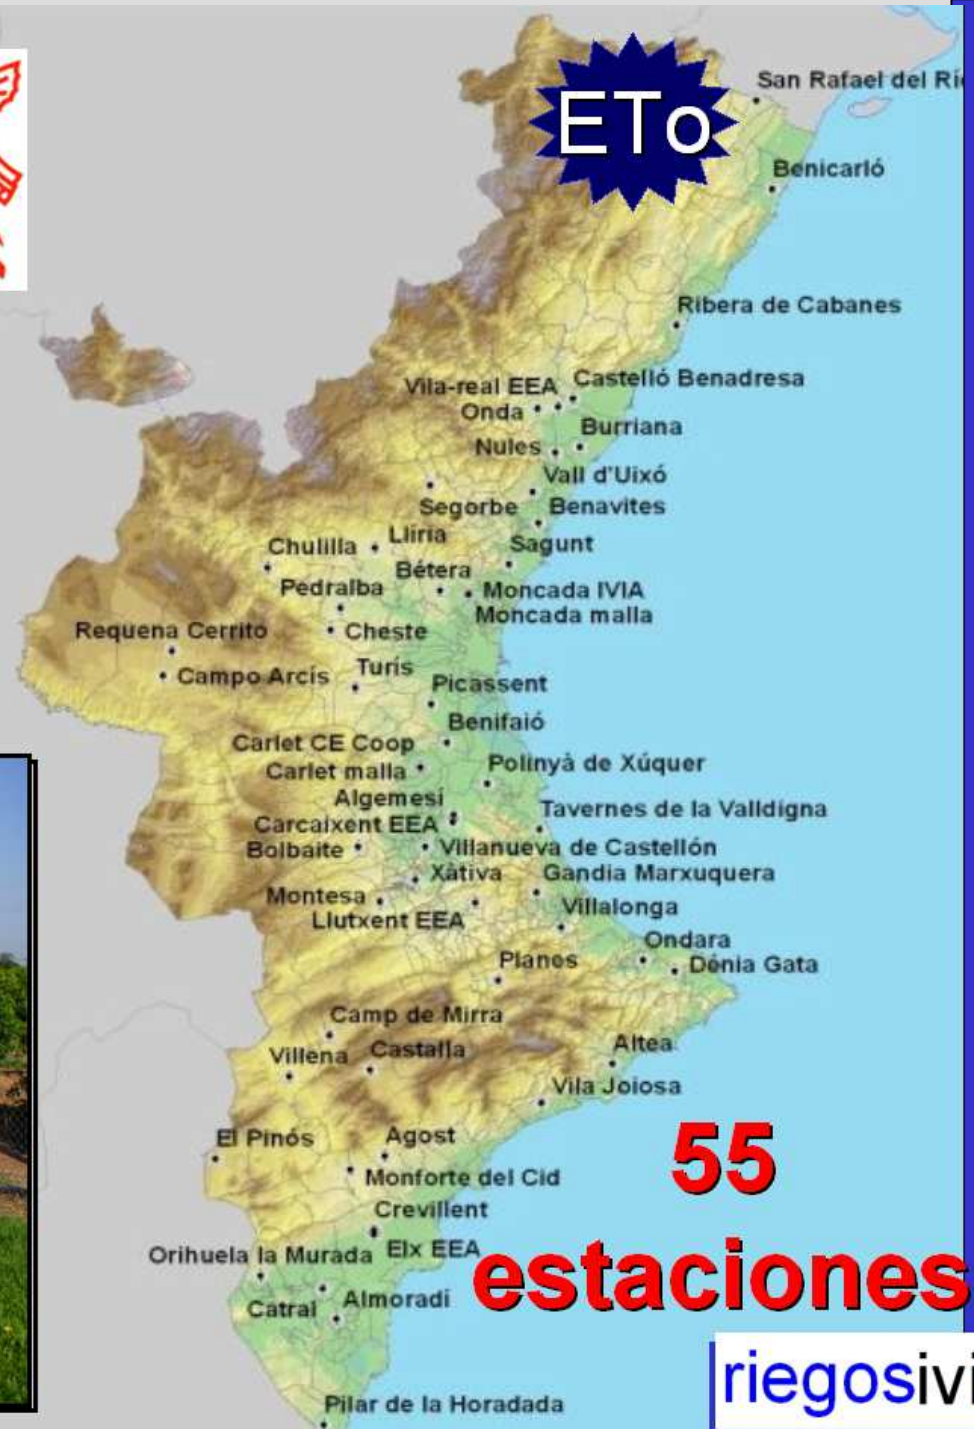 ETo
San Rafael del Rí
Benicarló
Ribera de Cabanes
Vila-real EEA
Castelló Benadresa
Onda
Burriana
Nules
Vall d'Uixó
Segorbe
Benavites
Llíria
Chulilla
Sagunt
Bétera
Pedralba
Moncada IVIA
Moncada malla
Requena Cerrito
Cheste
Campo Arcís
Turís
Picassent
Benifaió
Carlet CE Coop
Carlet malla
Polinyà de Xúquer
Algemesí
Tavernes de la Valldigna
Carcaixent EEA
Bolbaite
Villanueva de Castellón
Xàtiva
Gandia Marxuquera
Montesa
Villalonga
Llutxent EEA
Ondara
Planes
Dénia Gata
Camp de Mirra
Altea
Villena
Castalla
Vila Joiosa
El Pinós
Agost
Monforte del Cid
Crevillent
Orihuela la Murada
Elx EEA
Catral
Almoradí
Pilar de la Horadada
55
estaciones
riegosivi